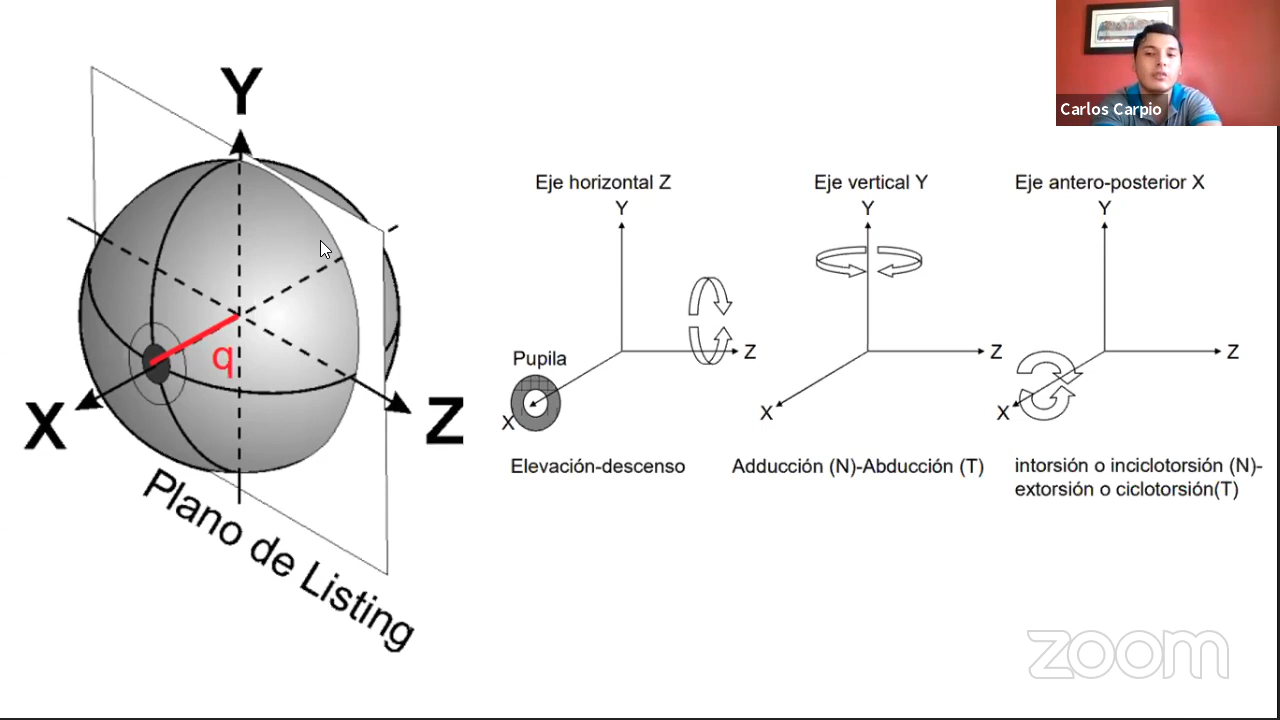 Carlos Carpio
Y
X
Z
q
Plano de Listing
Eje horizontal Z
Y
Z
X
Pupila
Elevación-descenso
Eje vertical Y
Y
Z
X
Adducción (N)-Abducción (T)
Eje antero-posterior X
Y
Z
X
intorsión o inciclotorsión (N)-
extorsión o ciclotorsión(T)
zoom